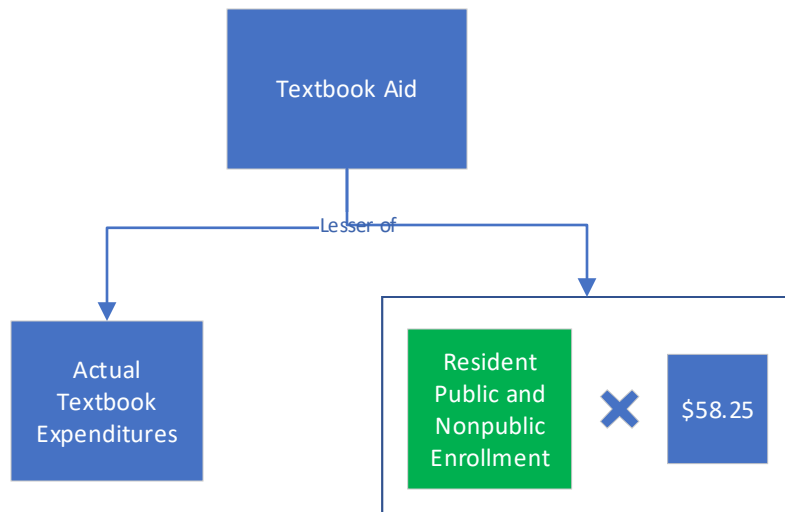 Textbook Aid
Lesser of
Actual
Textbook
Expenditures
Resident
Public and
Nonpublic
Enrollment
$58.25